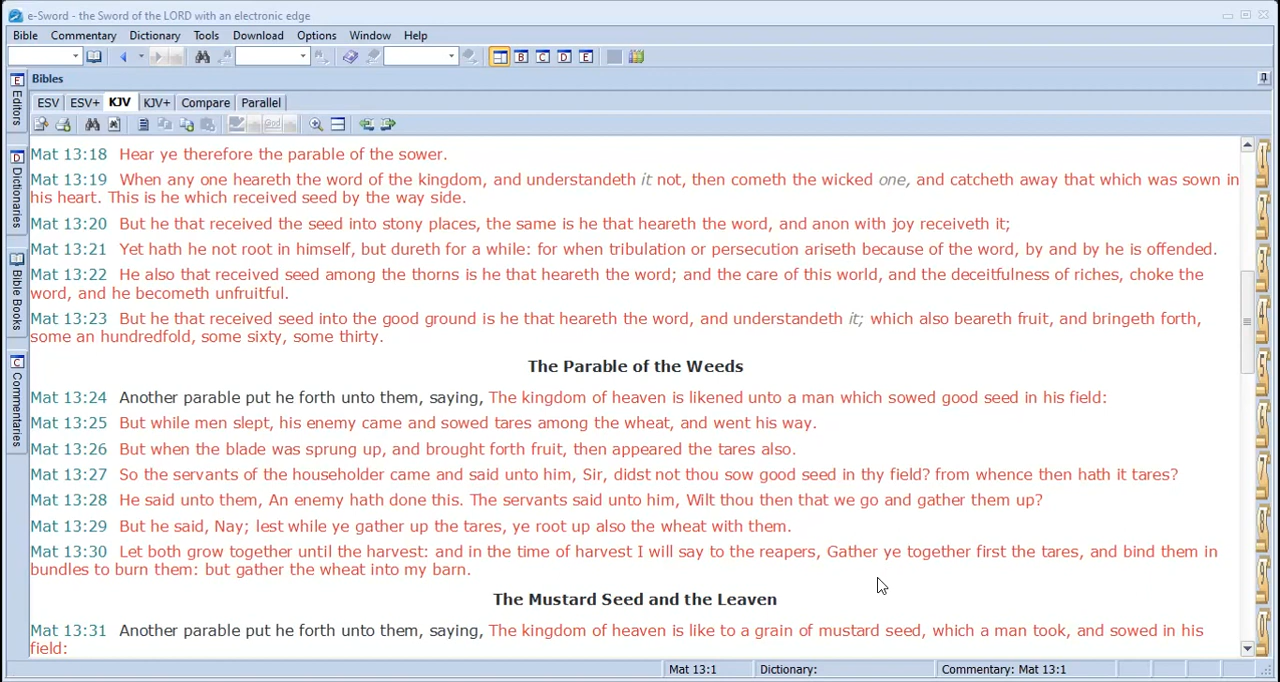 e-Sword - the Sword of the LORD with an electronic edge
Bible Commentary Dictionary Tools Download Options Window Help
B C D E
Bibles
E Editors
D Dictionaries
Bible Books
C Commentaries
ESV ESV+ KJV KJV+ Compare Parallel
God
Mat 13:18 Hear ye therefore the parable of the sower.
Mat 13:19 When any one heareth the word of the kingdom, and understandeth it not, then cometh the wicked one, and catcheth away that which was sown in
his heart. This is he which received seed by the way side.
Mat 13:20 But he that received the seed into stony places, the same is he that heareth the word, and anon with joy receiveth it;
Mat 13:21 Yet hath he not root in himself, but dureth for a while: for when tribulation or persecution ariseth because of the word, by and by he is offended.
Mat 13:22 He also that received seed among the thorns is he that heareth the word; and the care of this world, and the deceitfulness of riches, choke the
word, and he becometh unfruitful.
Mat 13:23 But he that received seed into the good ground is he that heareth the word, and understandeth it; which also beareth fruit, and bringeth forth,
some an hundredfold, some sixty, some thirty.
The Parable of the Weeds
Mat 13:24 Another parable put he forth unto them, saying, The kingdom of heaven is likened unto a man which sowed good seed in his field:
Mat 13:25 But while men slept, his enemy came and sowed tares among the wheat, and went his way.
Mat 13:26 But when the blade was sprung up, and brought forth fruit, then appeared the tares also.
Mat 13:27 So the servants of the householder came and said unto him, Sir, didst not thou sow good seed in thy field? from whence then hath it tares?
Mat 13:28 He said unto them, An enemy hath done this. The servants said unto him, Wilt thou then that we go and gather them up?
Mat 13:29 But he said, Nay; lest while ye gather up the tares, ye root up also the wheat with them.
Mat 13:30 Let both grow together until the harvest: and in the time of harvest I will say to the reapers, Gather ye together first the tares, and bind them in
bundles to burn them: but gather the wheat into my barn.
The Mustard Seed and the Leaven
Mat 13:31 Another parable put he forth unto them, saying, The kingdom of heaven is like to a grain of mustard seed, which a man took, and sowed in his
field:
1
2
3
4
5
6
7
8
9
0
Mat 13:1 Dictionary: Commentary: Mat 13:1